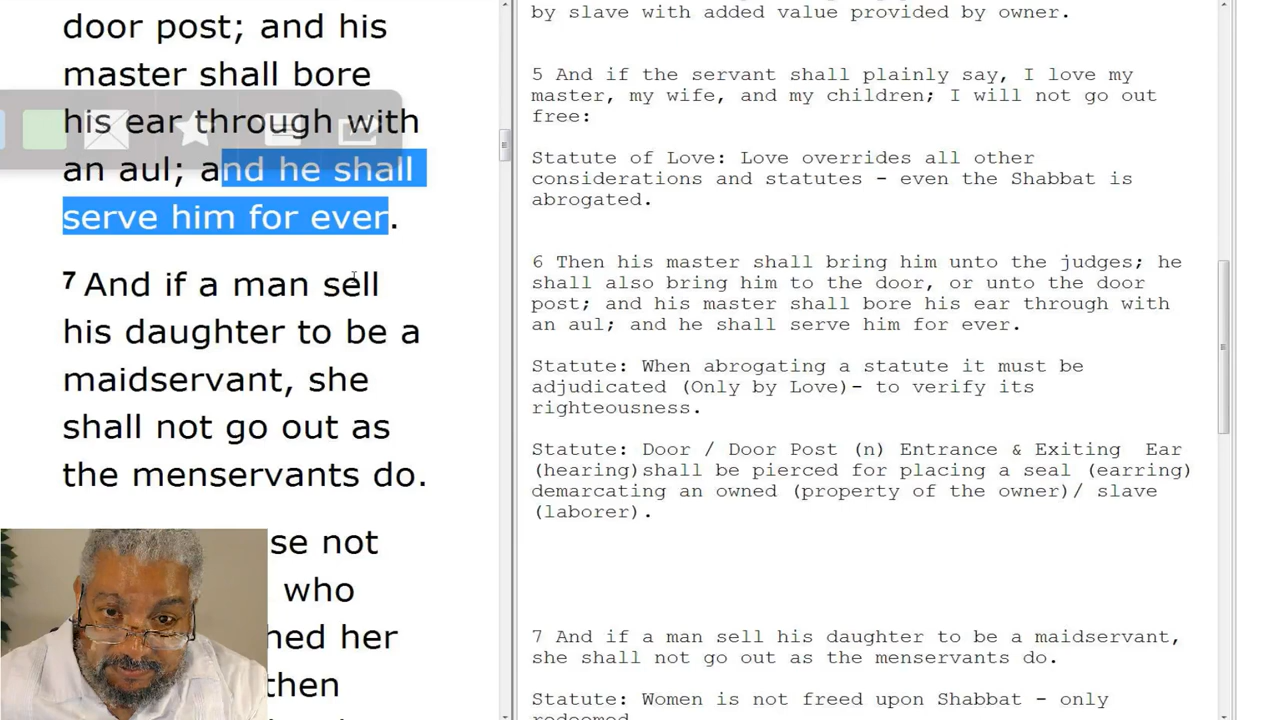 door post; and his
master shall bore
his ear through with
an aul; and he shall
serve him for ever.
7 And if a man sell
his daughter to be a
maidservant, she
shall not go out as
the menservants do.
se not
who
ned her
then
by slave with added value provided by owner.
5 And if the servant shall plainly say, I love my
master, my wife, and my children; I will not go out
free:
Statute of Love: Love overrides all other
considerations and statutes - even the Shabbat is
abrogated.
6 Then his master shall bring him unto the judges; he
shall also bring him to the door, or unto the door
post; and his master shall bore his ear through with
an aul; and he shall serve him for ever.
Statute: When abrogating a statute it must be
adjudicated (Only by Love)- to verify its
righteousness.
Statute: Door / Door Post (n) Entrance & Exiting  Ear
(hearing)shall be pierced for placing a seal (earring)
demarcating an owned (property of the owner)/ slave
(laborer).
7 And if a man sell his daughter to be a maidservant,
she shall not go out as the menservants do.
Statute: Women is not freed upon Shabbat - only
redeemed